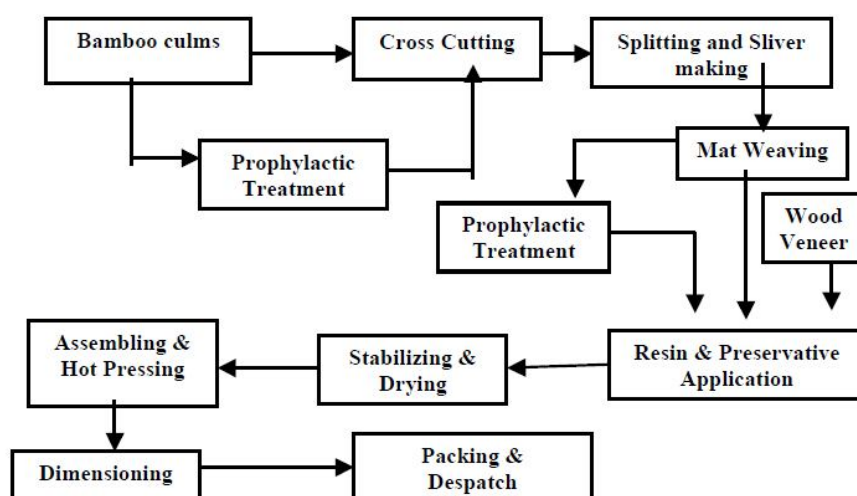 Bamboo culms
Cross Cutting
Splitting and Sliver
making
Prophylactic
Treatment
Mat Weaving
Prophylactic
Treatment
Wood
Veneer
Assembling &
Hot Pressing
Stabilizing &
Drying
Resin & Preservative
Application
Dimensioning
Packing &
Despatch